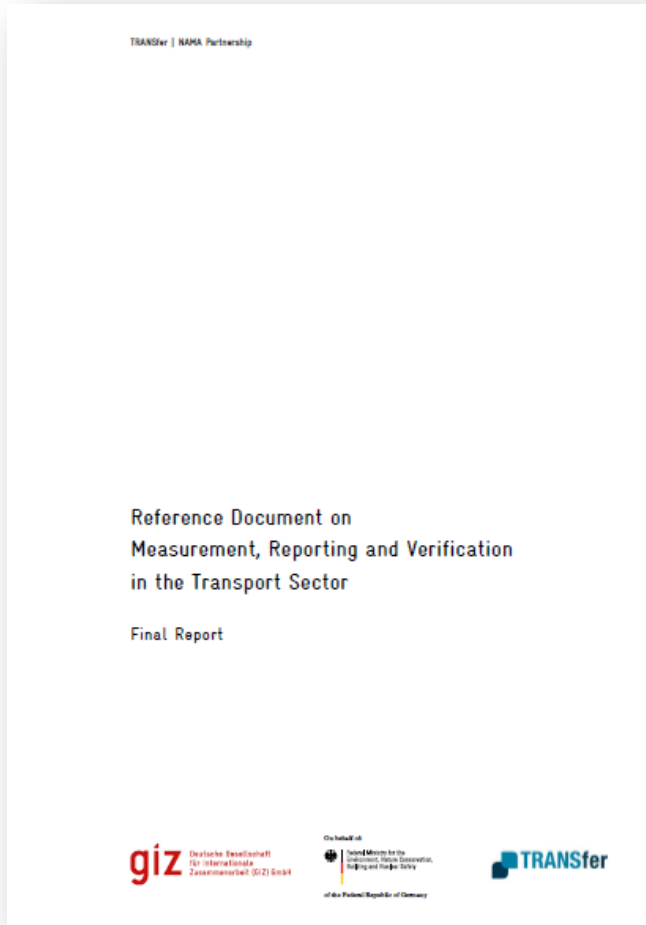 TRANSfer | NAMA Partnership
Reference Document on
Measurement, Reporting and Verification
in the Transport Sector
Final Report
giz
Deutsche Gesellschaft
für Internationale
Zusammenarbeit (GIZ) GmbH
On behalf of:
Federal Ministry for the
Environment, Nature Conservation,
Building and Nuclear Safety
of the Federal Republic of Germany
TRANSfer